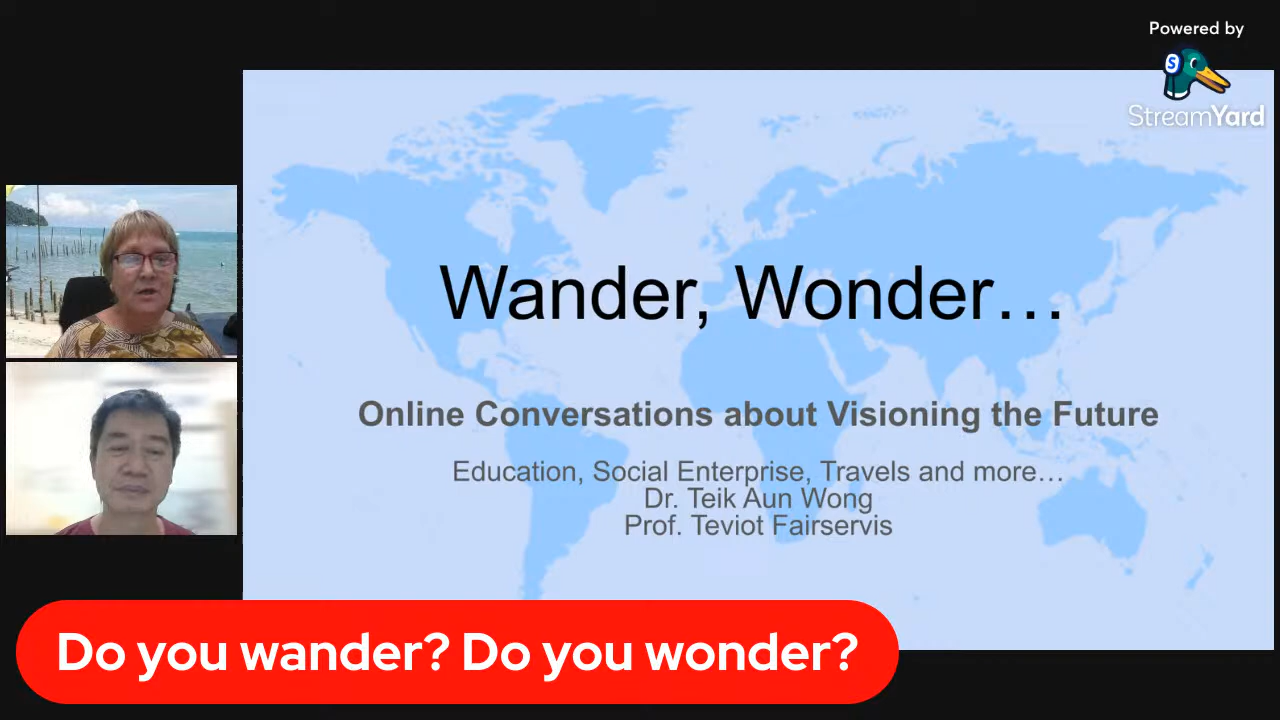 Powered by
S
StreamYard
Wander, Wonder…
Online Conversations about Visioning the Future
Education, Social Enterprise, Travels and more…
Dr. Teik Aun Wong
Prof. Teviot Fairservis
Do you wander? Do you wonder?